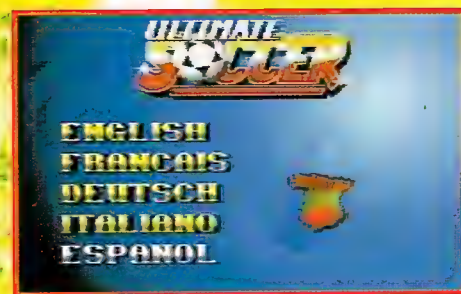 ULTIMATE
SOCCER
ENGLISH
FRANCAIS
DEUTSCH
ITALIANO
ESPANOL